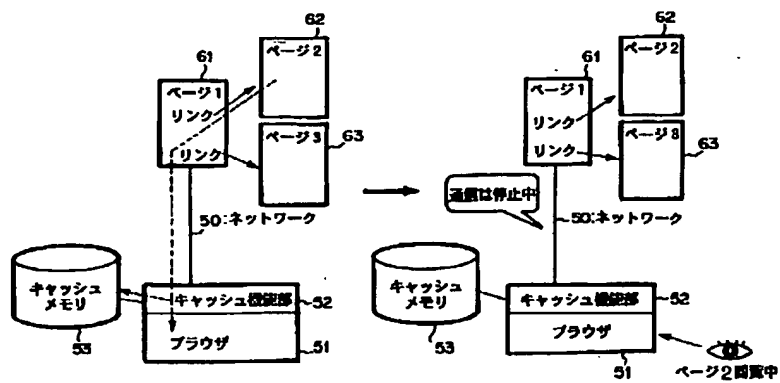 61
62
ページ2
ページ1
リンク
リンク
ページ3
63
50:ネットワーク
キャッシュ
メモリ
53
キャッシュ機能部
52
ブラウザ
51
61
62
ページ2
ページ1
リンク
リンク
ページ3
63
通信は停止中
50:ネットワーク
キャッシュ
メモリ
53
キャッシュ機能部
52
ブラウザ
51
ページ2閲覧中